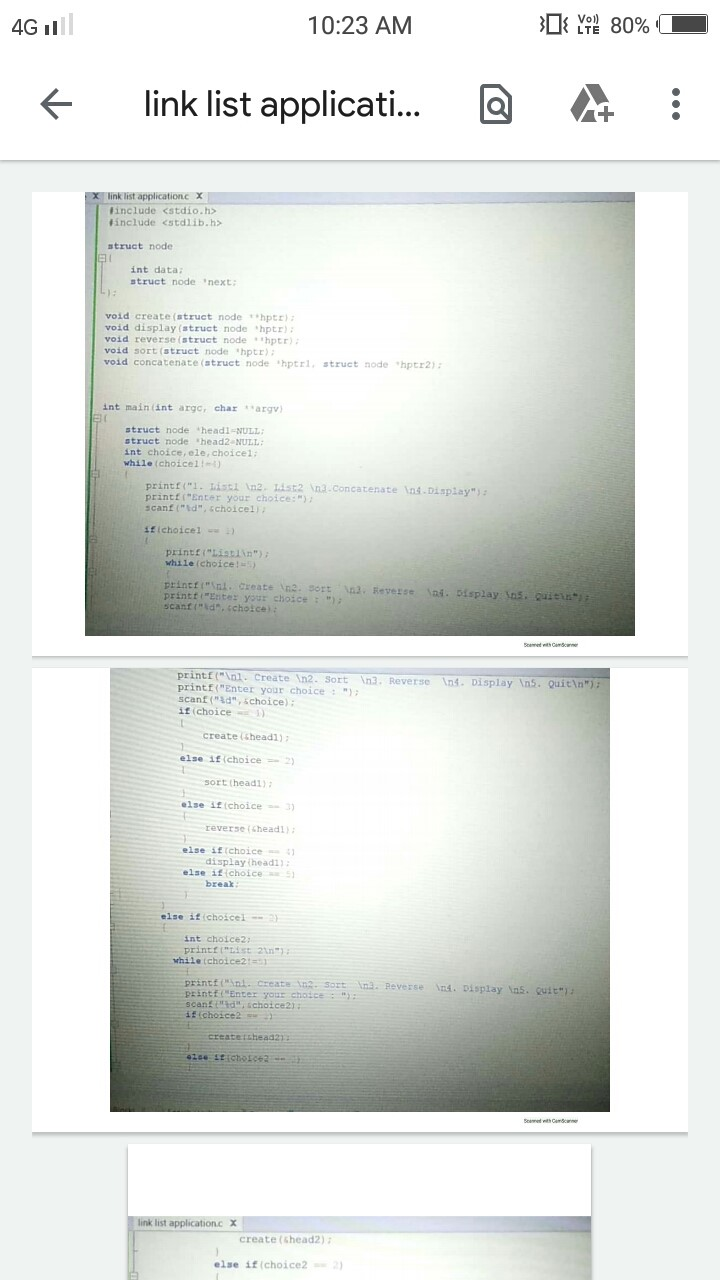 4G 10:23 AM Vo)) LTE 80%
link list applicati...
X link list application.c X
#include <stdio.h>
#include <stdlib.h>
struct node
{
int data;
struct node *next;
};
void create(struct node **hptr);
void display(struct node *hptr);
void reverse(struct node **hptr);
void sort(struct node *hptr);
void concatenate(struct node *hptr1, struct node *hptr2);
int main(int argc, char **argv)
{
struct node *head1=NULL;
struct node *head2=NULL;
int choice,ele,choice1;
while(choice1!=4)
{
printf("1. List1 \n2. List2 \n3.Concatenate \n4.Display");
printf("Enter your choice:");
scanf("%d",&choice1);
if(choice1 == 1)
{
printf("List1\n");
while(choice!=5)
{
printf("\n1. Create \n2. Sort \n3. Reverse \n4. Display \n5. Quit\n");
printf("Enter your choice : ");
scanf("%d",&choice);
Scanned with CamScanner
printf("\n1. Create \n2. Sort \n3. Reverse \n4. Display \n5. Quit\n");
printf("Enter your choice : ");
scanf("%d",&choice);
if(choice == 1)
{
create(&head1);
}
else if(choice == 2)
{
sort(head1);
}
else if(choice == 3)
{
reverse(&head1);
}
else if(choice == 4)
display(head1);
else if(choice == 5)
break;
}
}
else if(choice1 == 2)
{
int choice2;
printf("List 2\n");
while(choice2!=5)
{
printf("\n1. Create \n2. Sort \n3. Reverse \n4. Display \n5. Quit");
printf("Enter your choice : ");
scanf("%d",&choice2);
if(choice2 == 1)
{
create(&head2);
}
else if(choice2 ==
Scanned with CamScanner
link list application.c X
create(&head2);
}
else if(choice2 == 2)
{